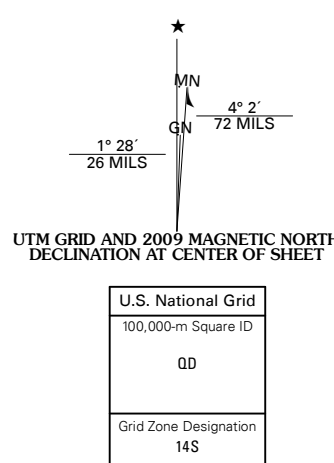 ★
MN
4° 2´
72 MILS
GN
1° 28´
26 MILS
UTM GRID AND 2009 MAGNETIC NORTH
DECLINATION AT CENTER OF SHEET
U.S. National Grid
100,000-m Square ID
QD
Grid Zone Designation
14S